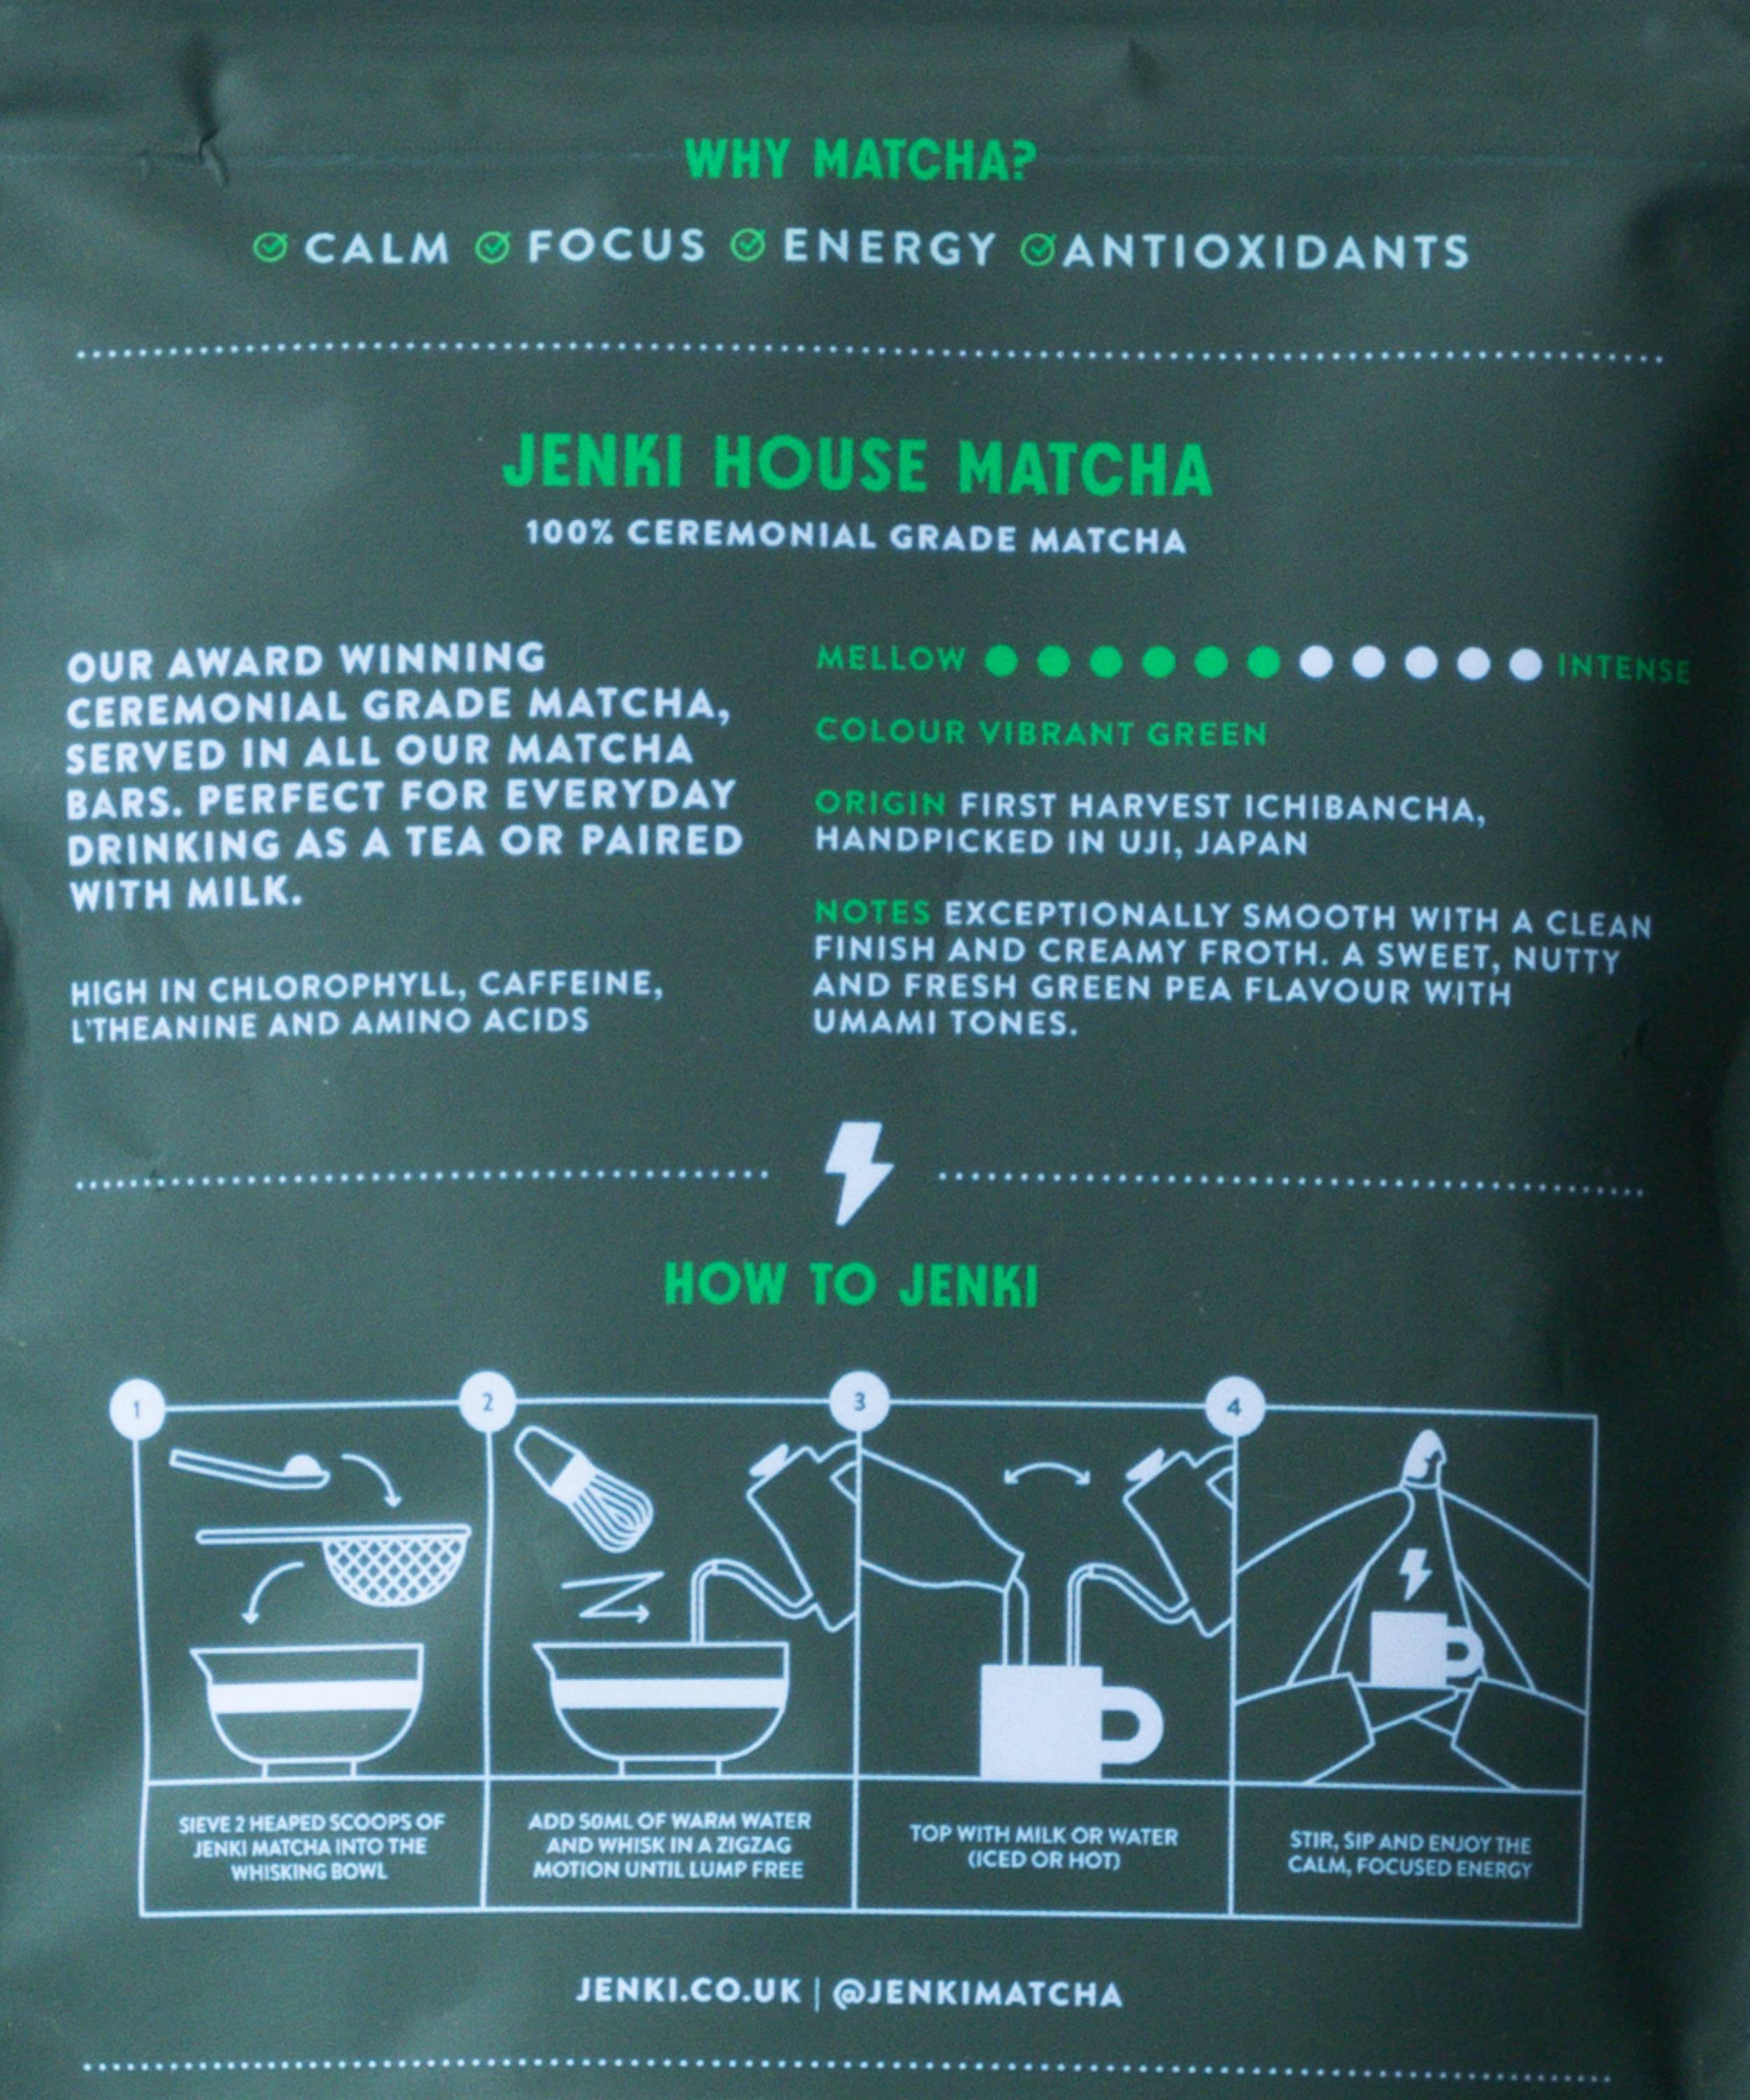 WHY MATCHA?
CALM FOCUS ENERGY ANTIOXIDANTS
JENKI HOUSE MATCHA
100% CEREMONIAL GRADE MATCHA
OUR AWARD WINNING
CEREMONIAL GRADE MATCHA,
SERVED IN ALL OUR MATCHA
BARS. PERFECT FOR EVERYDAY
DRINKING AS A TEA OR PAIRED
WITH MILK.
HIGH IN CHLOROPHYLL, CAFFEINE,
L'THEANINE AND AMINO ACIDS
MELLOW INTENSE
COLOUR VIBRANT GREEN
ORIGIN FIRST HARVEST ICHIBANCHA,
HANDPICKED IN UJI, JAPAN
NOTES EXCEPTIONALLY SMOOTH WITH A CLEAN
FINISH AND CREAMY FROTH. A SWEET, NUTTY
AND FRESH GREEN PEA FLAVOUR WITH
UMAMI TONES.
HOW TO JENKI
1
SIEVE 2 HEAPED SCOOPS OF
JENKI MATCHA INTO THE
WHISKING BOWL
2
ADD 50ML OF WARM WATER
AND WHISK IN A ZIGZAG
MOTION UNTIL LUMP FREE
3
TOP WITH MILK OR WATER
(ICED OR HOT)
4
STIR, SIP AND ENJOY THE
CALM, FOCUSED ENERGY
JENKI.CO.UK | @JENKIMATCHA